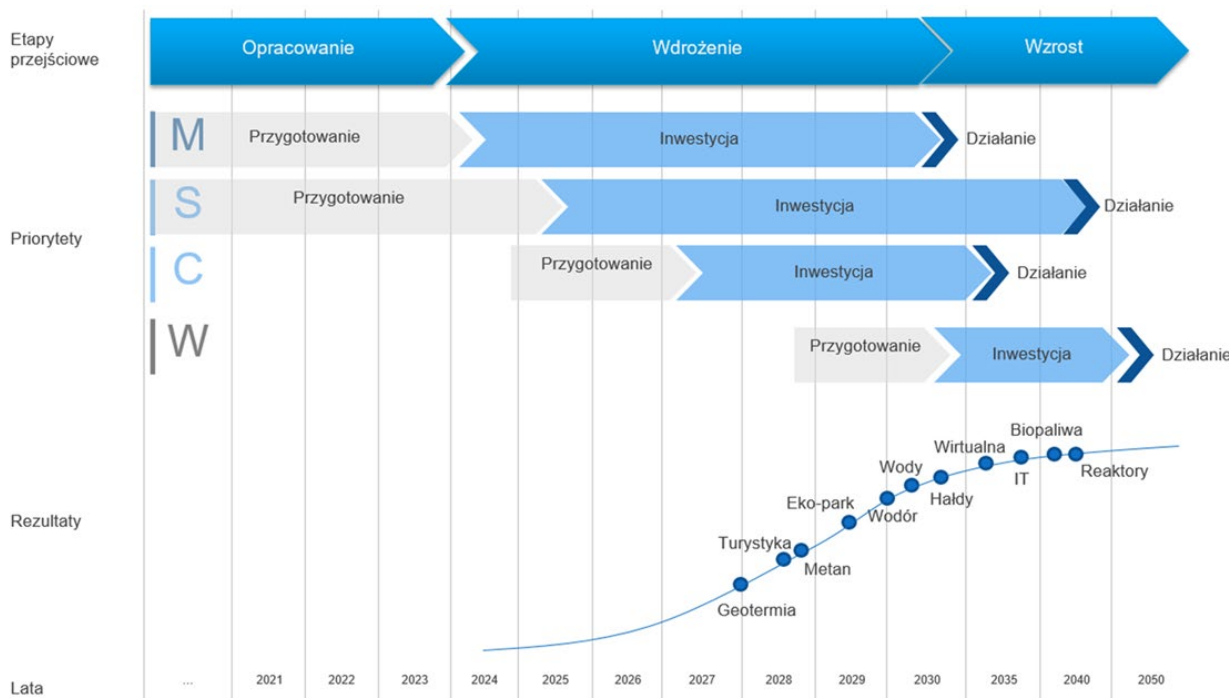 Etapy
przejściowe
Opracowanie
Wdrożenie
Wzrost
Priorytety
M
Przygotowanie
Inwestycja
Działanie
S
Przygotowanie
Inwestycja
Działanie
C
Przygotowanie
Inwestycja
Działanie
W
Przygotowanie
Inwestycja
Działanie
Rezultaty
Geotermia
Turystyka
Metan
Eko-park
Wodór
Wody
Hałdy
Wirtualna
IT
Biopaliwa
Reaktory
Lata
... 2021 2022 2023 2024 2025 2026 2027 2028 2029 2030 2035 2040 2050